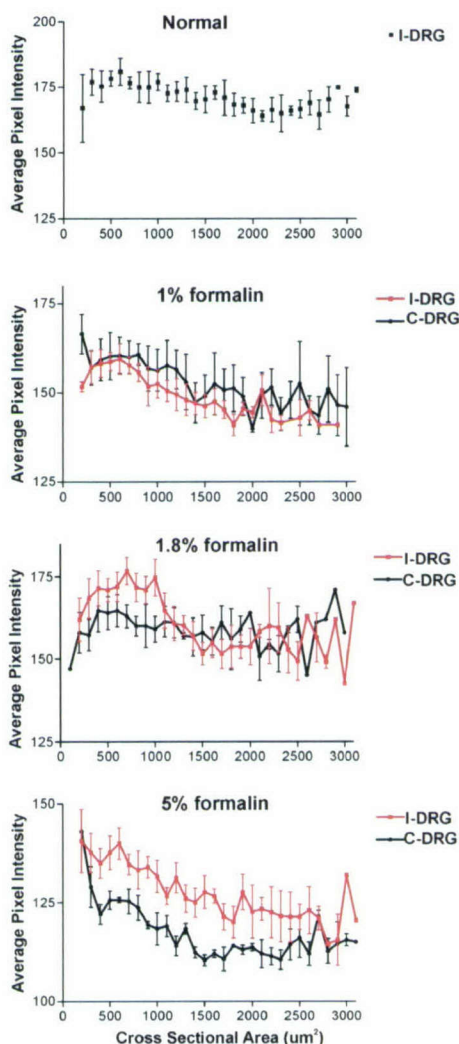 Normal
Average Pixel Intensity
200
175
150
125
0 500 1000 1500 2000 2500 3000
I-DRG
1% formalin
Average Pixel Intensity
175
150
125
0 500 1000 1500 2000 2500 3000
I-DRG
C-DRG
1.8% formalin
Average Pixel Intensity
175
150
125
0 500 1000 1500 2000 2500 3000
I-DRG
C-DRG
5% formalin
Average Pixel Intensity
150
125
100
0 500 1000 1500 2000 2500 3000
Cross Sectional Area (um²)
I-DRG
C-DRG